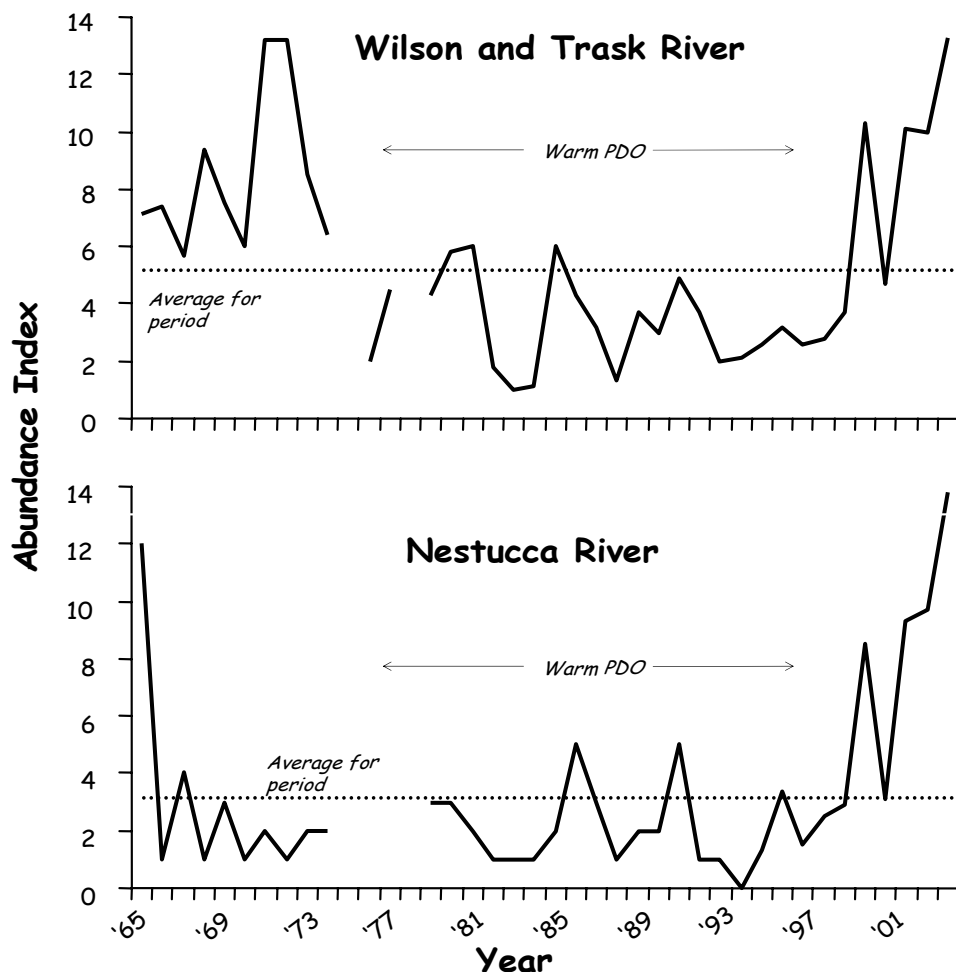 14
12
10
8
6
4
2
0
Wilson and Trask River
Warm PDO
Average for
period
Abundance Index
14
12
10
8
6
4
2
0
Nestucca River
Warm PDO
Average for
period
'65 '69 '73 '77 '81 '85 '89 '93 '97 '01
Year